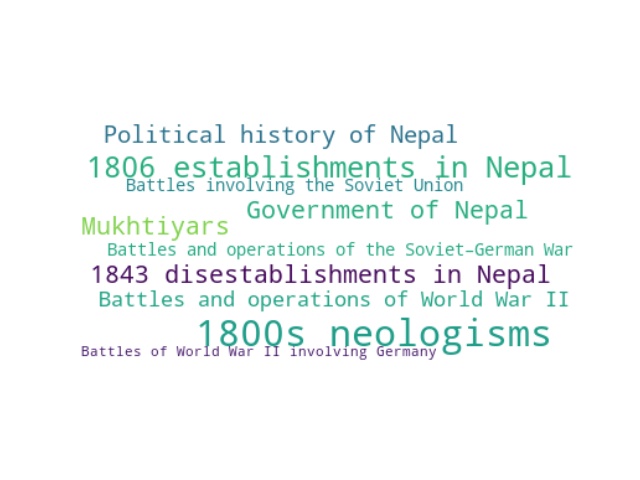 Political history of Nepal
1806 establishments in Nepal
Battles involving the Soviet Union
Government of Nepal
Mukhtiyars
Battles and operations of the Soviet–German War
1843 disestablishments in Nepal
Battles and operations of World War II
1800s neologisms
Battles of World War II involving Germany